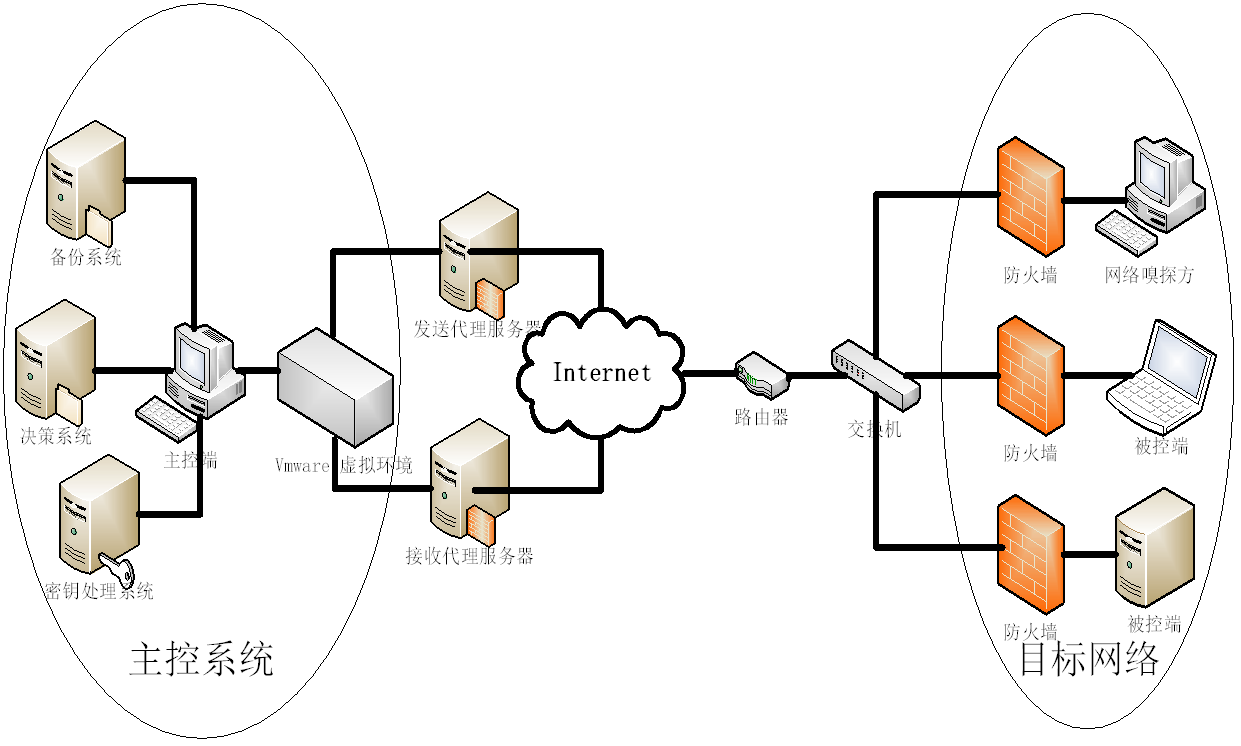 备份系统
决策系统
主控端
密钥处理系统
主控系统
Vmware 虚拟环境
发送代理服务器
接收代理服务器
Internet
路由器
交换机
防火墙
网络嗅探方
防火墙
被控端
防火墙
被控端
目标网络